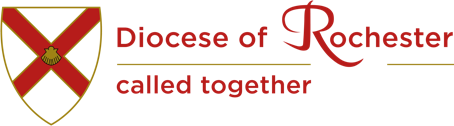 Diocese of Rochester
called together